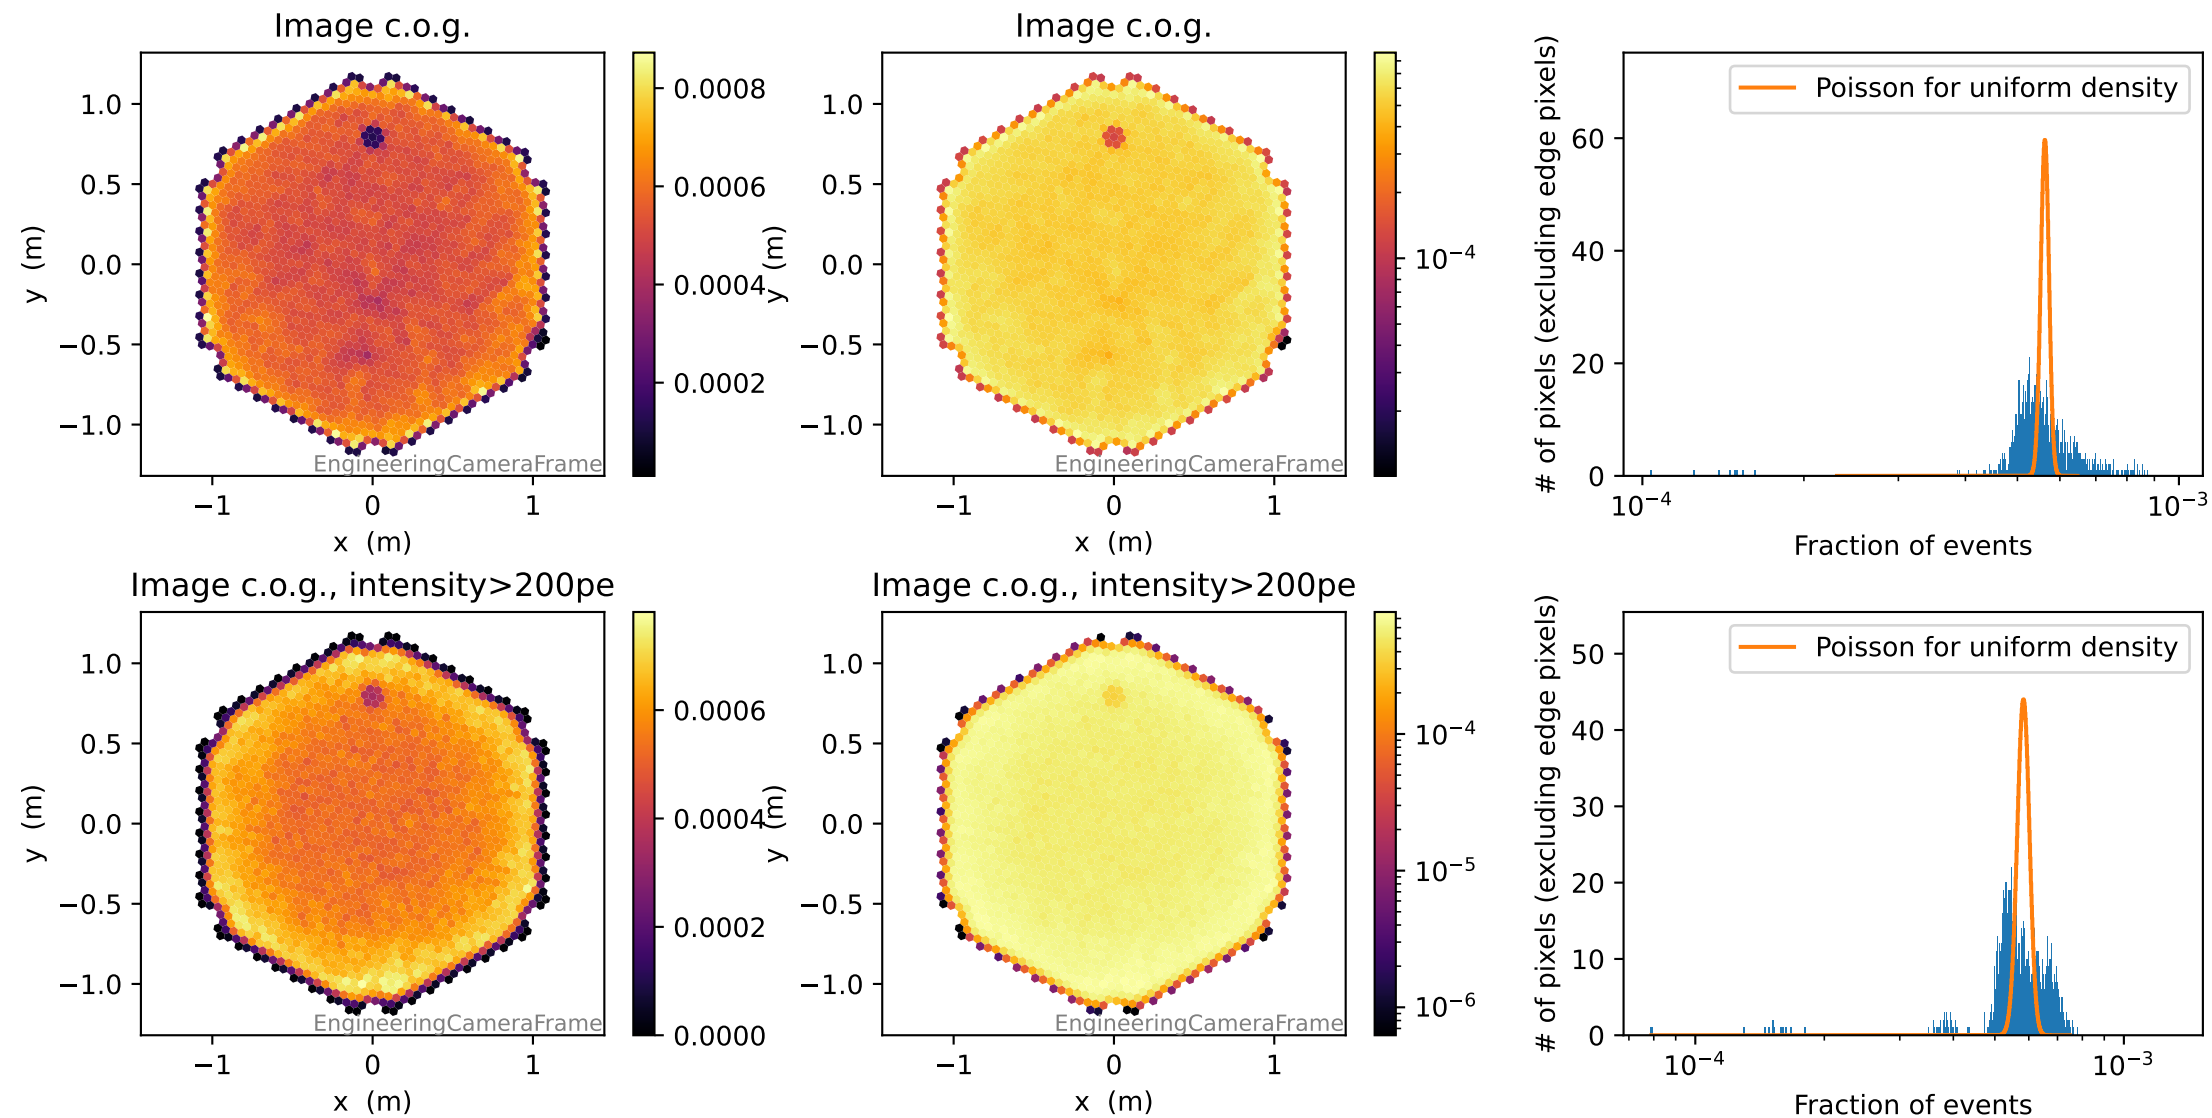 Image c.o.g.
y  (m)
1.0
0.5
0.0
−0.5
−1.0
−1
0
1
x  (m)
EngineeringCameraFrame
0.0008
0.0006
0.0004
0.0002
Image c.o.g.
y  (m)
1.0
0.5
0.0
−0.5
−1.0
−1
0
1
x  (m)
EngineeringCameraFrame
10⁻⁴
# of pixels (excluding edge pixels)
60
40
20
0
Poisson for uniform density
10⁻⁴
10⁻³
Fraction of events
Image c.o.g., intensity>200pe
y  (m)
1.0
0.5
0.0
−0.5
−1.0
−1
0
1
x  (m)
EngineeringCameraFrame
0.0006
0.0004
0.0002
0.0000
Image c.o.g., intensity>200pe
y  (m)
1.0
0.5
0.0
−0.5
−1.0
−1
0
1
x  (m)
EngineeringCameraFrame
10⁻⁴
10⁻⁵
10⁻⁶
# of pixels (excluding edge pixels)
50
40
30
20
10
0
Poisson for uniform density
10⁻⁴
10⁻³
Fraction of events